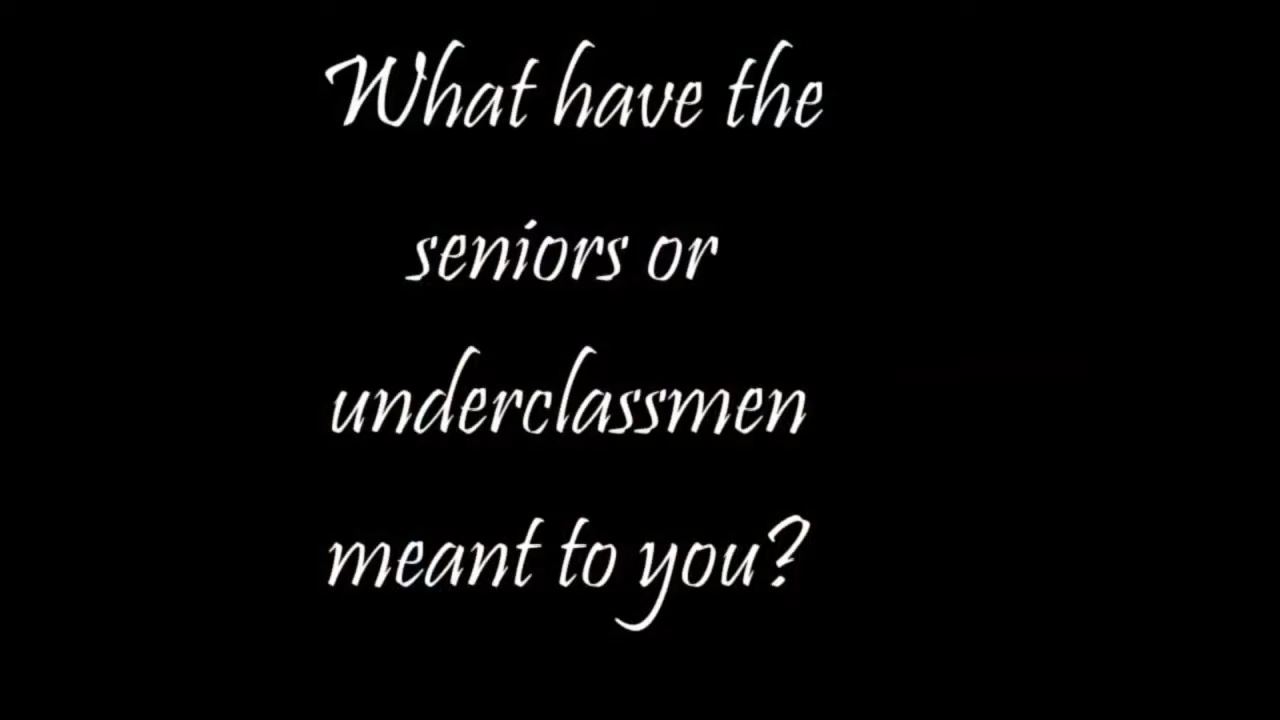 What have the
seniors or
underclassmen
meant to you?